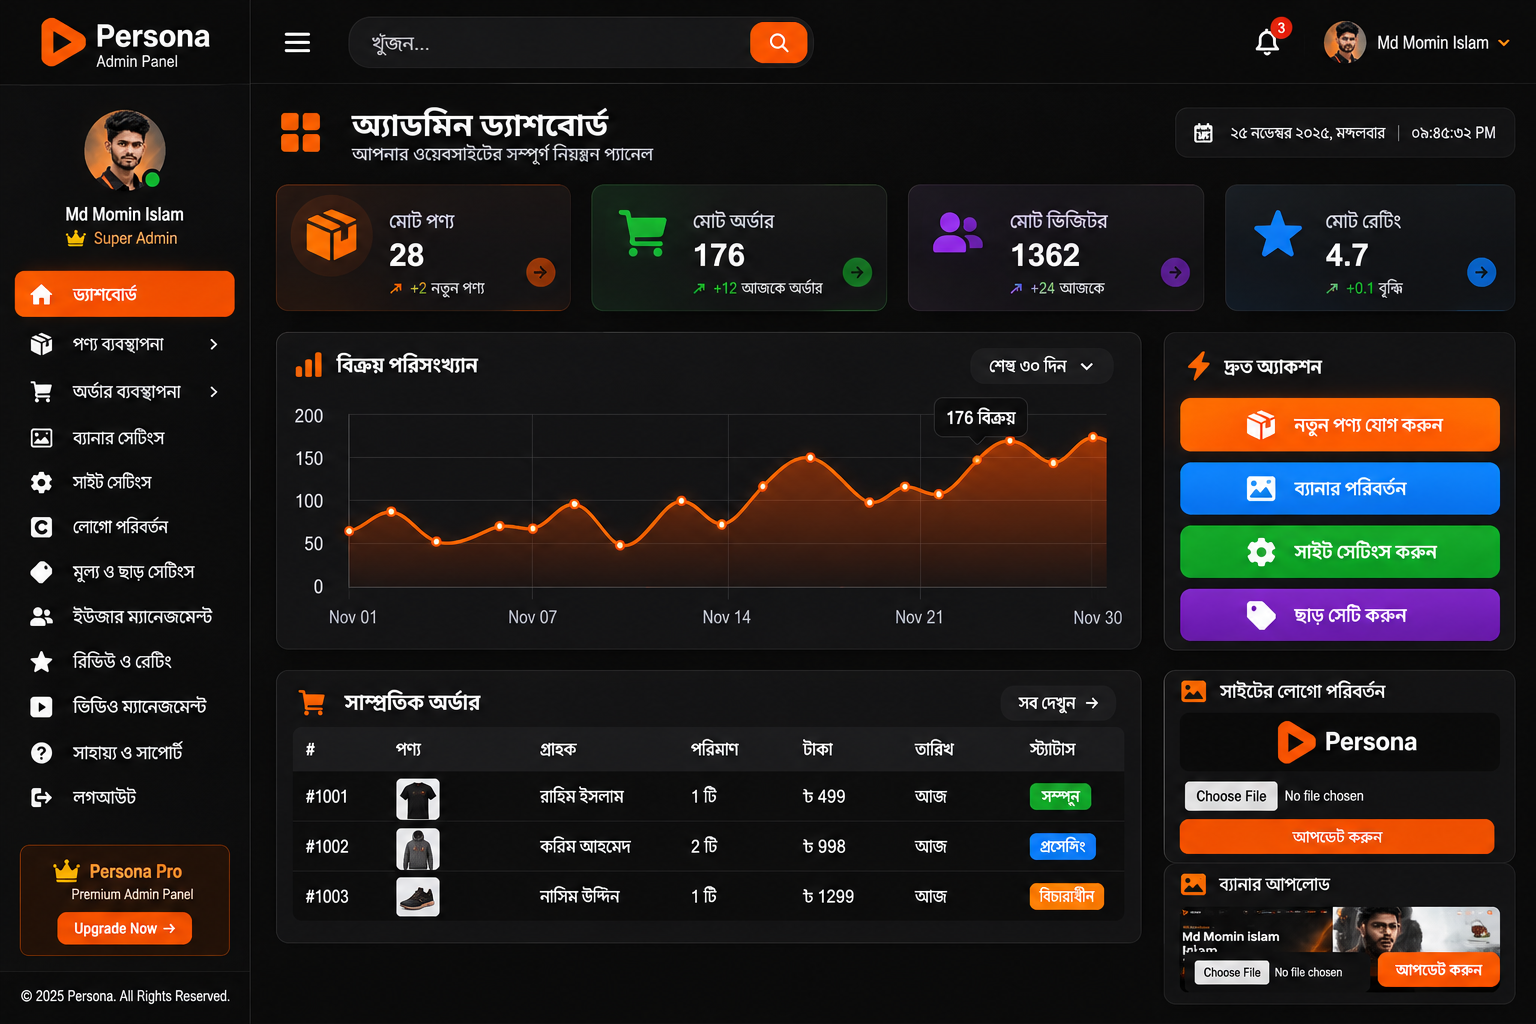 Persona
Admin Panel
খুঁজন...
3
Md Momin Islam
Md Momin Islam
Super Admin
ড্যাশবোর্ড
পণ্য ব্যবস্থাপনা
অর্ডার ব্যবস্থাপনা
ব্যানার সেটিংস
সাইট সেটিংস
লোগো পরিবর্তন
মুল্য ও ছাড় সেটিংস
ইউজার ম্যানেজমেন্ট
রিভিউ ও রেটিং
ভিডিও ম্যানেজমেন্ট
সাহায্য ও সাপোর্ট
লগআউট
Persona Pro
Premium Admin Panel
Upgrade Now →
© 2025 Persona. All Rights Reserved.
অ্যাডমিন ড্যাশবোর্ড
আপনার ওয়েবসাইটের সম্পুর্ণ নিয়ন্ত্রন প্যানেল
২৫ নভেম্বর ২০২৫, মঙ্গলবার | ০৯:৪৫:৩২ PM
মোট পণ্য
28
+2 নতুন পণ্য
মোট অর্ডার
176
+12 আজকে অর্ডার
মোট ভিজিটর
1362
+24 আজকে
মোট রেটিং
4.7
+0.1 বৃদ্ধি
বিক্রয় পরিসংখ্যান
শেষ ৩০ দিন
176 বিক্রয়
200
150
100
50
0
Nov 01 Nov 07 Nov 14 Nov 21 Nov 30
দ্রুত অ্যাকশন
নতুন পণ্য যোগ করুন
ব্যানার পরিবর্তন
সাইট সেটিংস করুন
ছাড় সেটি করুন
সাম্প্রতিক অর্ডার
সব দেখুন →
# পণ্য গ্রাহক পরিমাণ টাকা তারিখ স্ট্যাটাস
#1001 রাহিম ইসলাম 1 টি ৳ 499 আজ সম্পূন
#1002 করিম আহমেদ 2 টি ৳ 998 আজ প্রসেসিং
#1003 নাসিম উদ্দিন 1 টি ৳ 1299 আজ বিচারাধীন
সাইটের লোগো পরিবর্তন
Persona
Choose File No file chosen
আপডেট করুন
ব্যানার আপলোড
Md Momin islam
Choose File No file chosen
আপডেট করুন